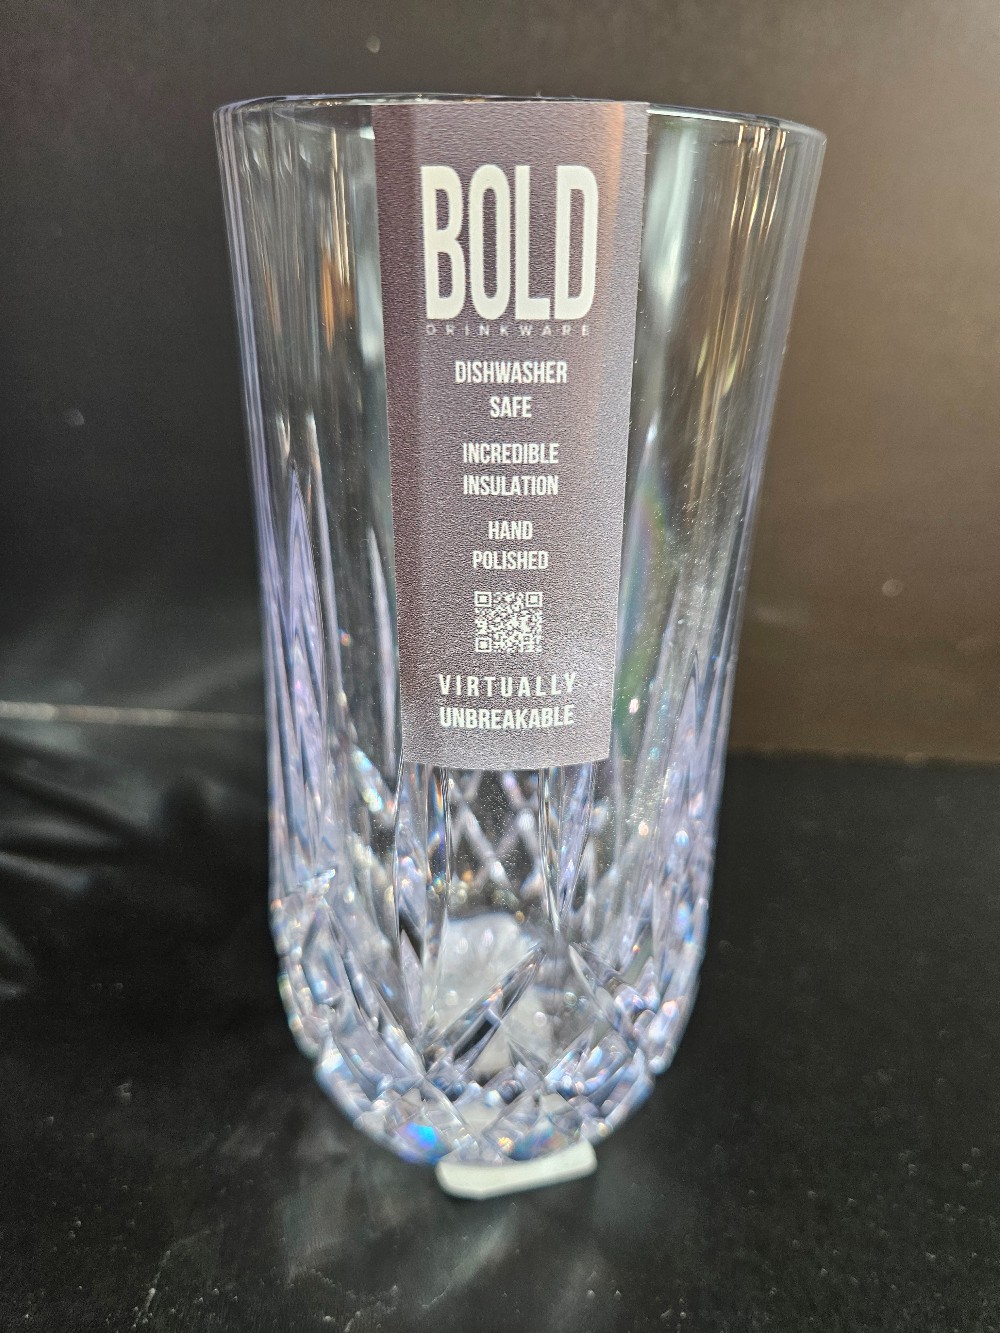 BOLD
DRINKWARE
DISHWASHER
SAFE
INCREDIBLE
INSULATION
HAND
POLISHED
VIRTUALLY
UNBREAKABLE